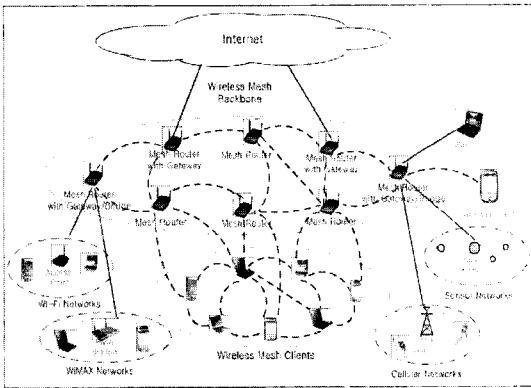 Internet
Wireless Mesh
Backbone
Mesh Router
with Gateway
Mesh Router
Mesh Router
with Gateway
Mesh Router
with Gateway/Bridge
Mesh Router
with Gateway/Bridge
Mesh Router
Mesh Router
Mesh Router
Wi-Fi Networks
Sensor Networks
Wireless Mesh Clients
WiMAX Networks
Cellular Networks